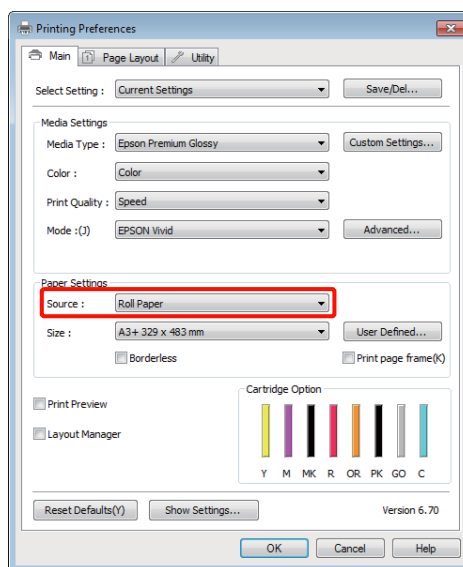 Printing Preferences
Main Page Layout Utility
Select Setting : Current Settings Save/Del...
Media Settings
Media Type : Epson Premium Glossy Custom Settings...
Color : Color
Print Quality : Speed
Mode :(J) EPSON Vivid Advanced...
Paper Settings
Source : Roll Paper
Size : A3+ 329 x 483 mm User Defined...
Borderless Print page frame(K)
Cartridge Option
Print Preview
Layout Manager
Y M MK R OR PK GO C
Reset Defaults(Y) Show Settings... Version 6.70
OK Cancel Help